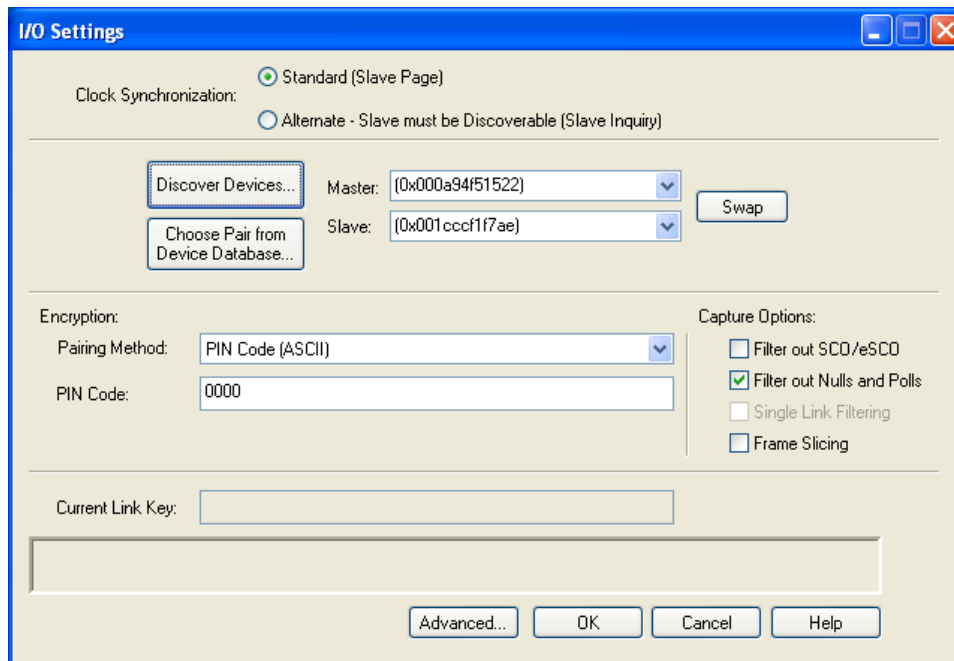 I/O Settings
Clock Synchronization:
Standard (Slave Page)
Alternate - Slave must be Discoverable (Slave Inquiry)
Discover Devices...
Master:
(0x000a94f51522)
Swap
Choose Pair from
Device Database...
Slave:
(0x001cccf1f7ae)
Encryption:
Pairing Method:
PIN Code (ASCII)
PIN Code:
0000
Capture Options:
Filter out SCO/eSCO
Filter out Nulls and Polls
Single Link Filtering
Frame Slicing
Current Link Key:
Advanced...
OK
Cancel
Help